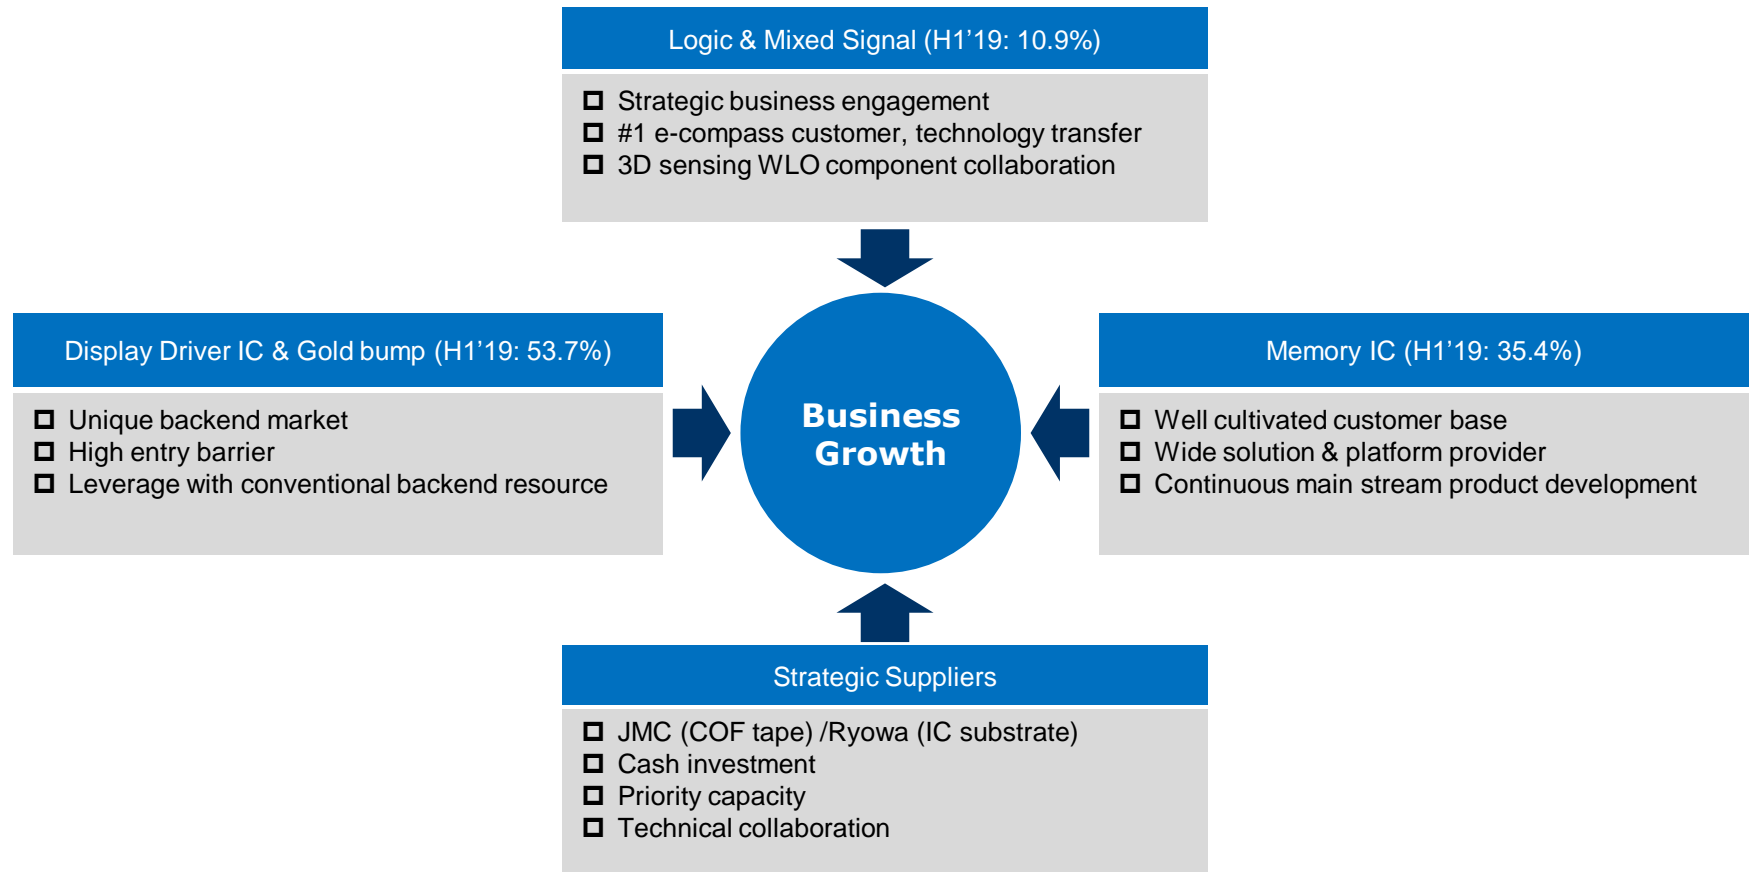 Logic & Mixed Signal (H1’19: 10.9%)
Strategic business engagement
#1 e-compass customer, technology transfer
3D sensing WLO component collaboration
Display Driver IC & Gold bump (H1’19: 53.7%)
Unique backend market
High entry barrier
Leverage with conventional backend resource
Business
Growth
Memory IC (H1’19: 35.4%)
Well cultivated customer base
Wide solution & platform provider
Continuous main stream product development
Strategic Suppliers
JMC (COF tape) /Ryowa (IC substrate)
Cash investment
Priority capacity
Technical collaboration